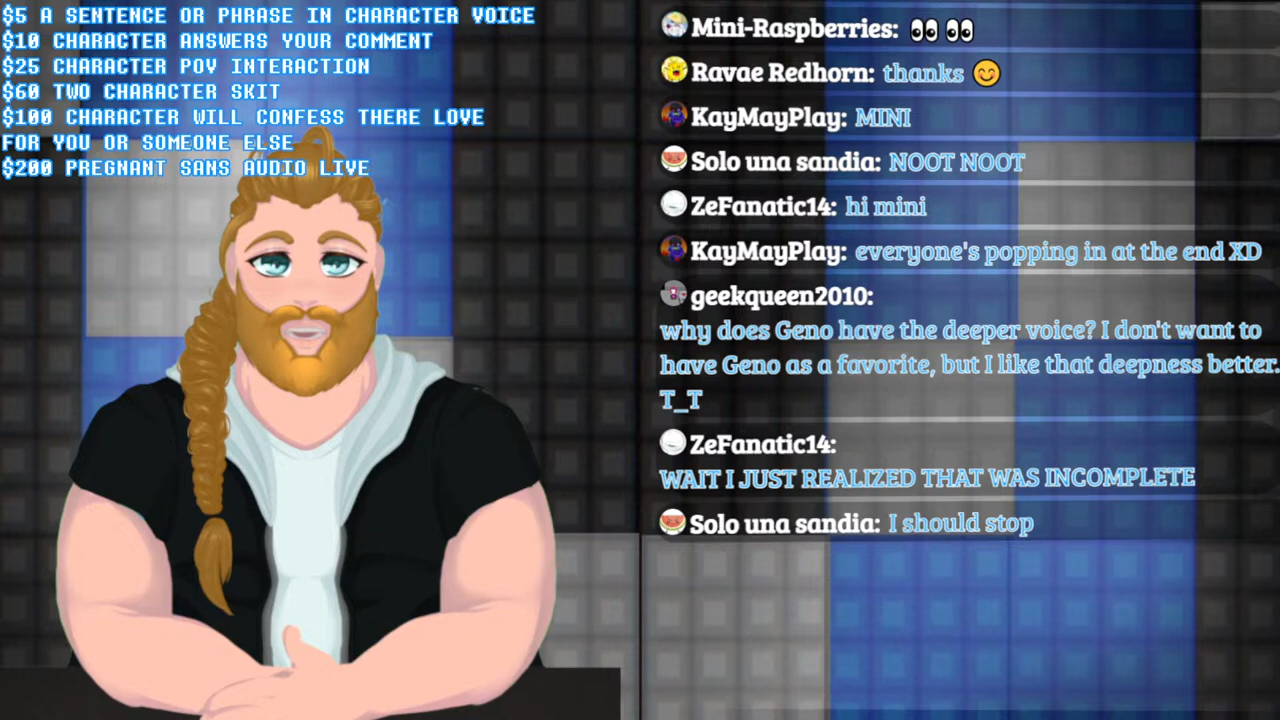 $5 A SENTENCE OR PHRASE IN CHARACTER VOICE
$10 CHARACTER ANSWERS YOUR COMMENT
$25 CHARACTER POV INTERACTION
$60 TWO CHARACTER SKIT
$100 CHARACTER WILL CONFESS THERE LOVE
FOR YOU OR SOMEONE ELSE
$200 PREGNANT SANS AUDIO LIVE
Mini-Raspberries: 👀 👀
Ravae Redhorn: thanks 😊
KayMayPlay: MINI
Solo una sandia: NOOT NOOT
ZeFanatic14: hi mini
KayMayPlay: everyone's popping in at the end XD
geekqueen2010:
why does Geno have the deeper voice? I don't want to
have Geno as a favorite, but I like that deepness better.
T_T
ZeFanatic14:
WAIT I JUST REALIZED THAT WAS INCOMPLETE
Solo una sandia: I should stop